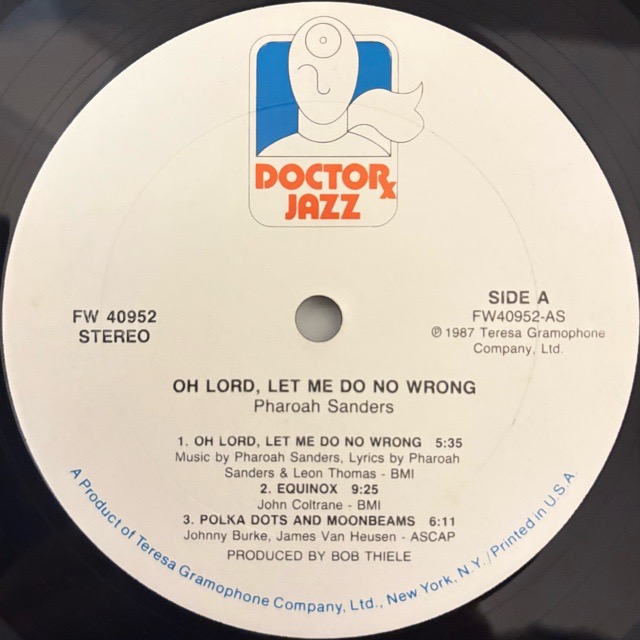 DOCTORx
JAZZ
FW 40952
STEREO
SIDE A
FW40952-AS
℗ 1987 Teresa Gramophone
Company, Ltd.
OH LORD, LET ME DO NO WRONG
Pharoah Sanders
1. OH LORD, LET ME DO NO WRONG 5:35
Music by Pharoah Sanders, Lyrics by Pharoah
Sanders & Leon Thomas - BMI
2. EQUINOX 9:25
John Coltrane - BMI
3. POLKA DOTS AND MOONBEAMS 6:11
Johnny Burke, James Van Heusen - ASCAP
PRODUCED BY BOB THIELE
A Product of Teresa Gramophone Company, Ltd., New York, N.Y./Printed in U.S.A.